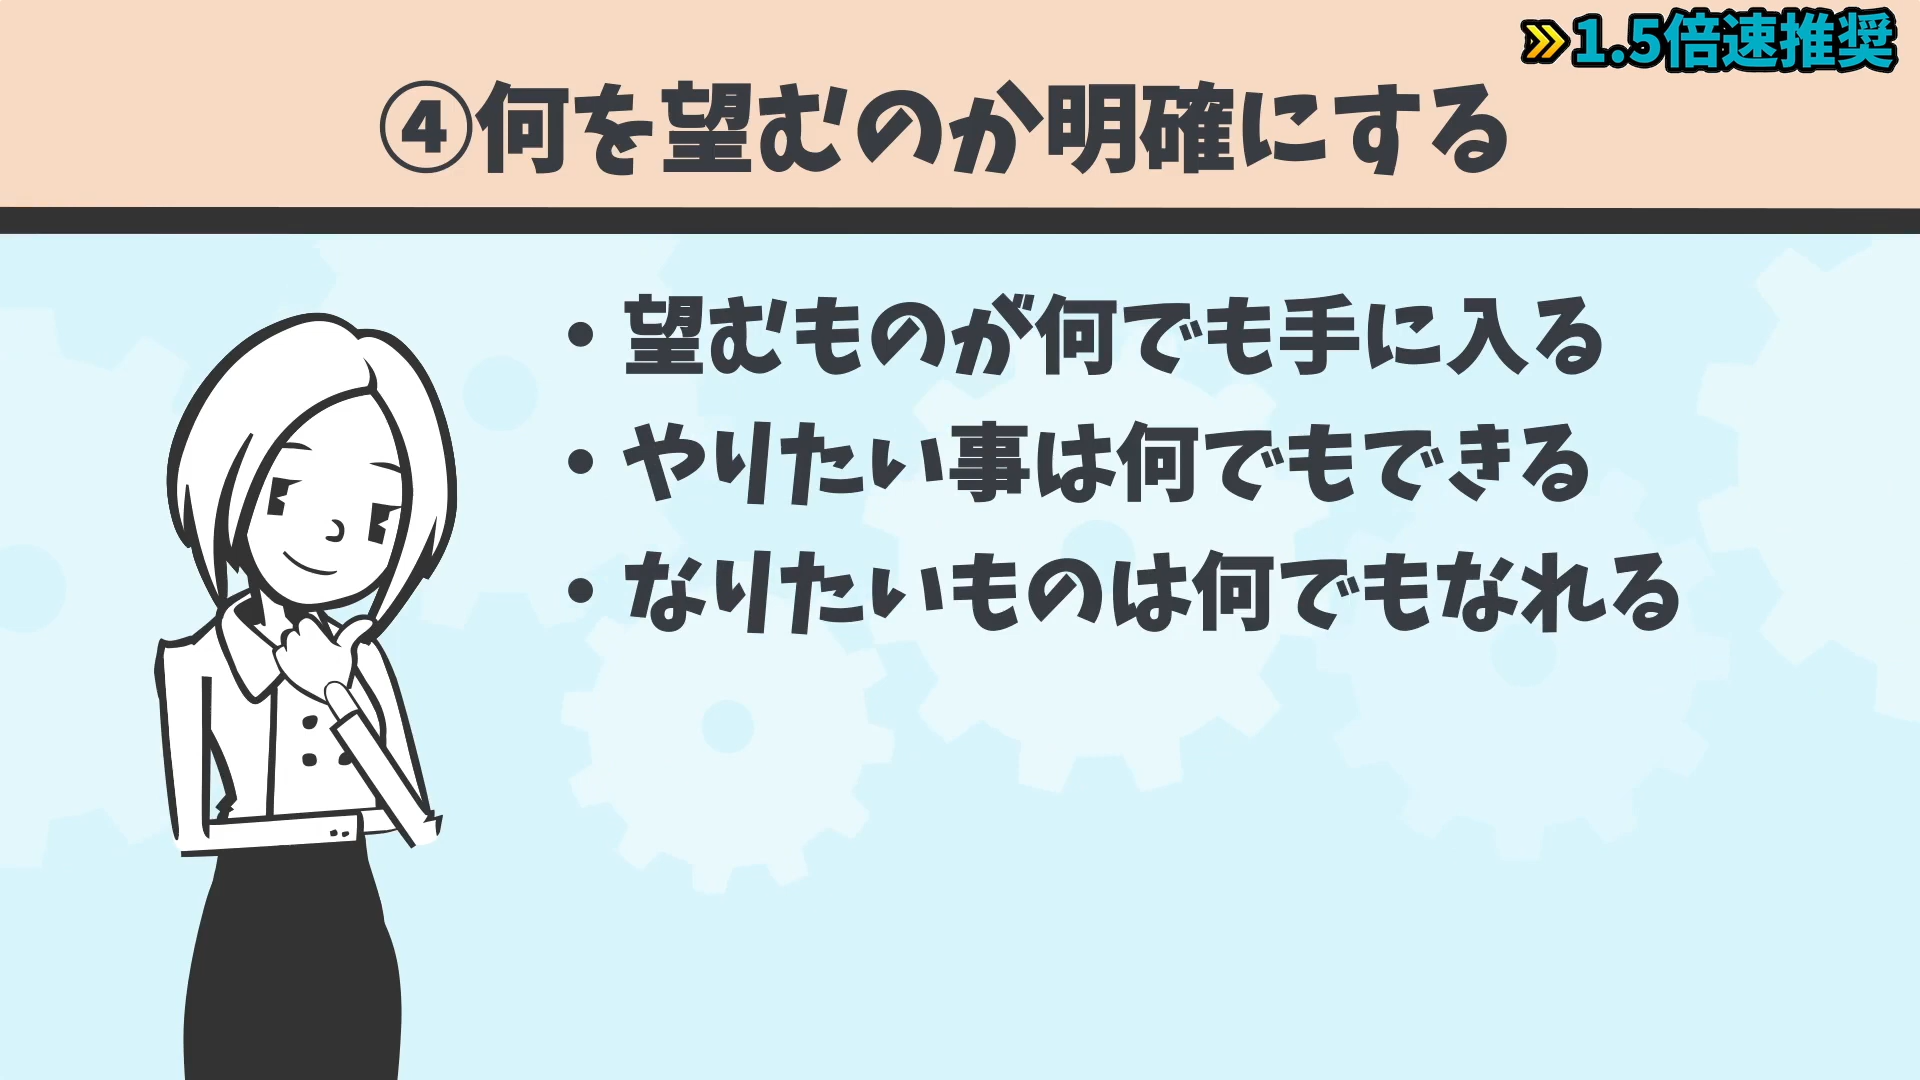 1.5倍速推奨
④何を望むのか明確にする
・望むものが何でも手に入る
・やりたい事は何でもできる
・なりたいものは何でもなれる